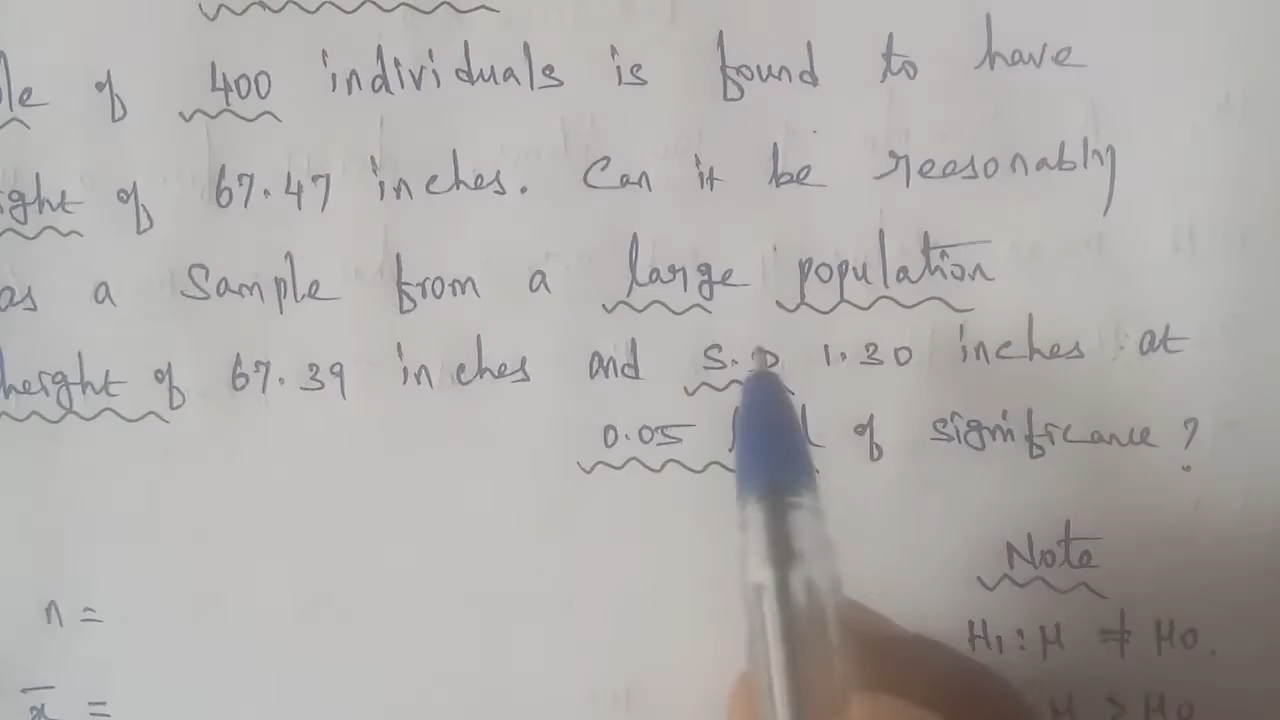 le of 400 individuals is found to have
ight of 67.47 inches. Can it be reasonably
as a Sample from a large population
height of 67.39 inches and S.D 1.30 inches at
0.05 of significance?
Note
n =
H₁ : μ ≠ μ₀.
x̄ =
μ > μ₀